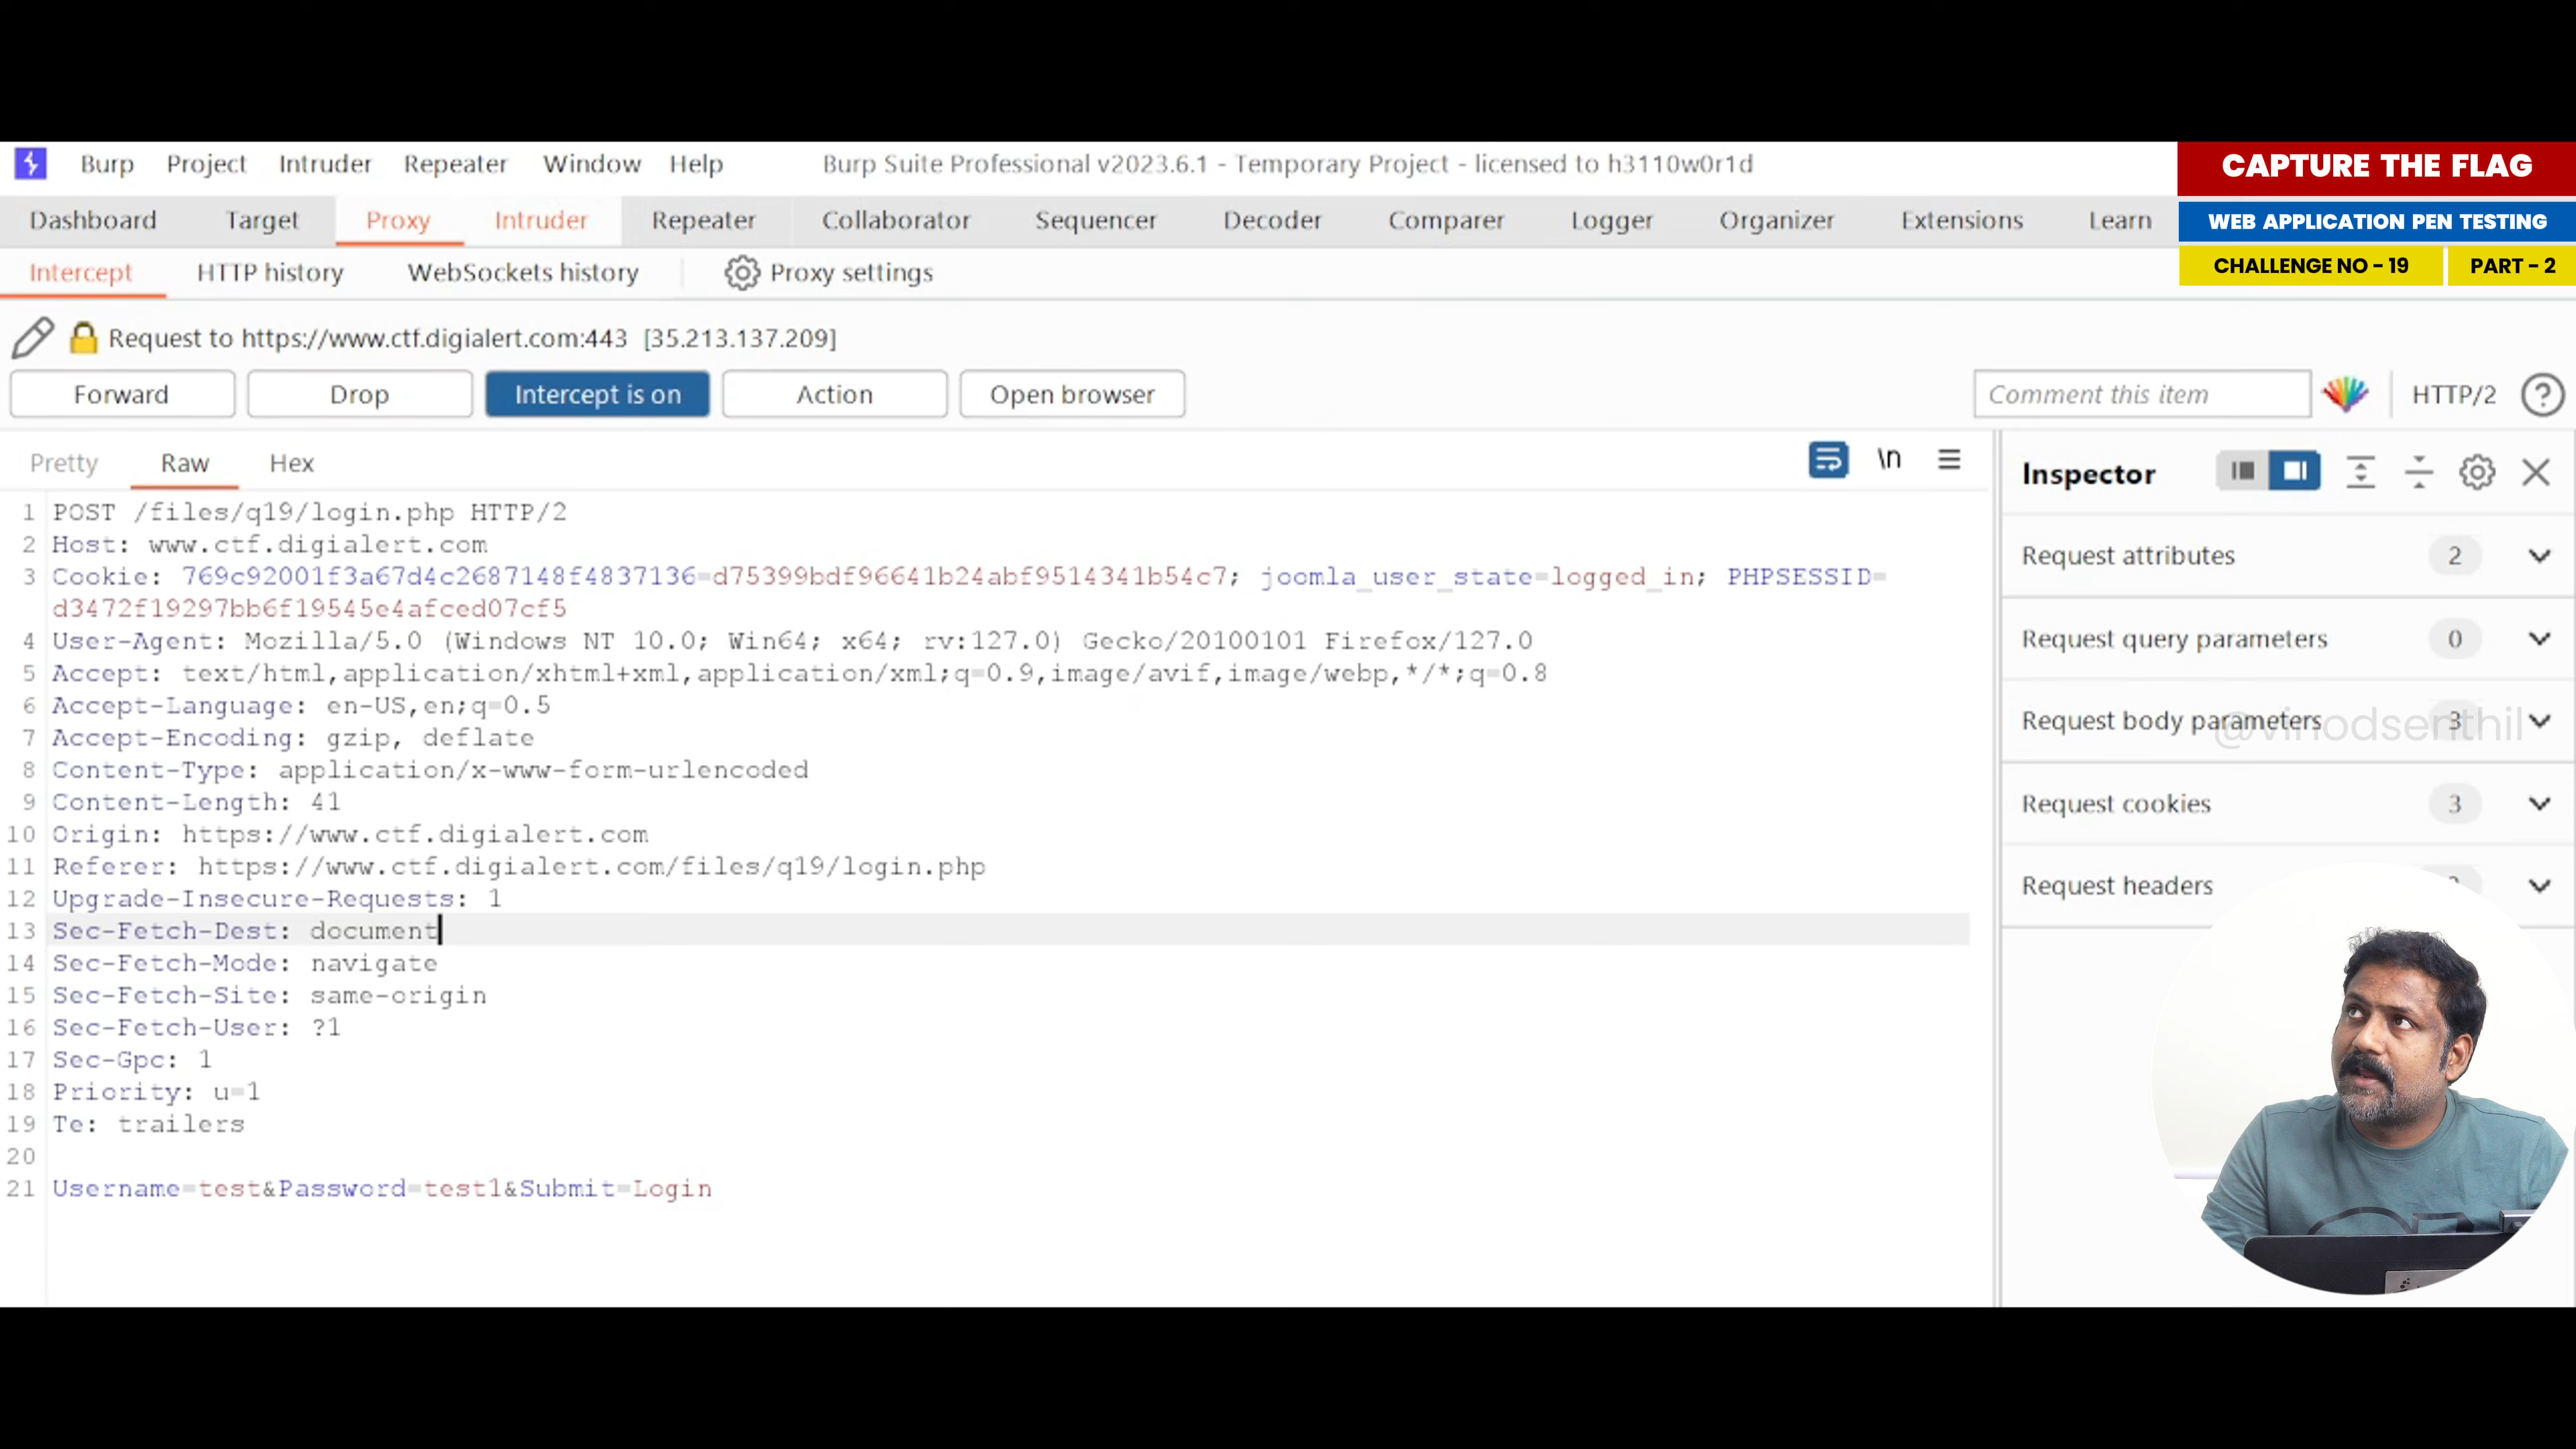 Burp Project Intruder Repeater Window Help Burp Suite Professional v2023.6.1 - Temporary Project - licensed to h3110w0r1d
CAPTURE THE FLAG
Dashboard Target Proxy Intruder Repeater Collaborator Sequencer Decoder Comparer Logger Organizer Extensions Learn
WEB APPLICATION PEN TESTING
Intercept HTTP history WebSockets history Proxy settings
CHALLENGE NO - 19 PART - 2
Request to https://www.ctf.digialert.com:443 [35.213.137.209]
Forward Drop Intercept is on Action Open browser Comment this item HTTP/2 ?
Pretty Raw Hex \n
1 POST /files/q19/login.php HTTP/2
2 Host: www.ctf.digialert.com
3 Cookie: 769c92001f3a67d4c2687148f4837136=d75399bdf96641b24abf9514341b54c7; joomla_user_state=logged_in; PHPSESSID=
d3472f19297bb6f19545e4afced07cf5
4 User-Agent: Mozilla/5.0 (Windows NT 10.0; Win64; x64; rv:127.0) Gecko/20100101 Firefox/127.0
5 Accept: text/html,application/xhtml+xml,application/xml;q=0.9,image/avif,image/webp,*/*;q=0.8
6 Accept-Language: en-US,en;q=0.5
7 Accept-Encoding: gzip, deflate
8 Content-Type: application/x-www-form-urlencoded
9 Content-Length: 41
10 Origin: https://www.ctf.digialert.com
11 Referer: https://www.ctf.digialert.com/files/q19/login.php
12 Upgrade-Insecure-Requests: 1
13 Sec-Fetch-Dest: document
14 Sec-Fetch-Mode: navigate
15 Sec-Fetch-Site: same-origin
16 Sec-Fetch-User: ?1
17 Sec-Gpc: 1
18 Priority: u=1
19 Te: trailers
20
21 Username=test&Password=test1&Submit=Login
Inspector
Request attributes 2
Request query parameters 0
Request body parameters 3
@vinodsenthil
Request cookies 3
Request headers